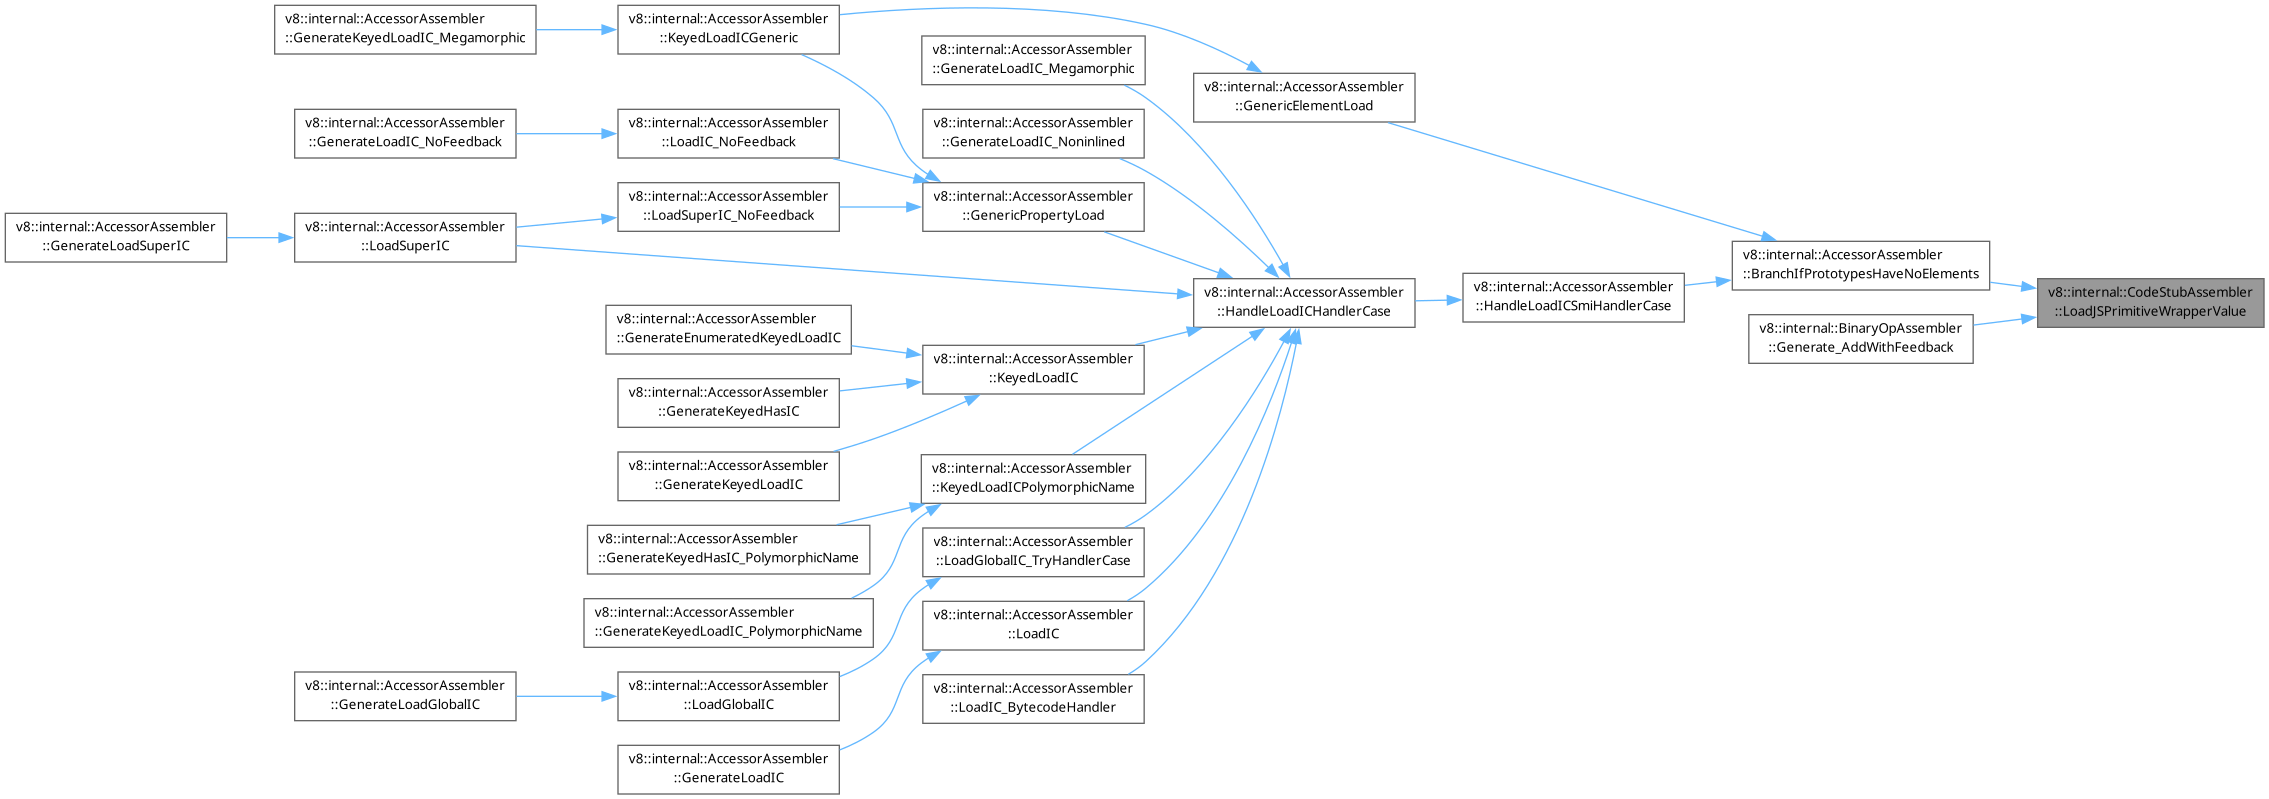 v8::internal::AccessorAssembler
::GenerateKeyedLoadIC_Megamorphic
v8::internal::AccessorAssembler
::KeyedLoadICGeneric
v8::internal::AccessorAssembler
::GenerateLoadIC_Megamorphic
v8::internal::AccessorAssembler
::GenericElementLoad
v8::internal::AccessorAssembler
::GenerateLoadIC_NoFeedback
v8::internal::AccessorAssembler
::LoadIC_NoFeedback
v8::internal::AccessorAssembler
::GenerateLoadIC_Noninlined
v8::internal::AccessorAssembler
::LoadSuperIC_NoFeedback
v8::internal::AccessorAssembler
::GenericPropertyLoad
v8::internal::AccessorAssembler
::GenerateLoadSuperIC
v8::internal::AccessorAssembler
::LoadSuperIC
v8::internal::AccessorAssembler
::BranchIfPrototypesHaveNoElements
v8::internal::AccessorAssembler
::HandleLoadICHandlerCase
v8::internal::AccessorAssembler
::HandleLoadICSmiHandlerCase
v8::internal::CodeStubAssembler
::LoadJSPrimitiveWrapperValue
v8::internal::BinaryOpAssembler
::Generate_AddWithFeedback
v8::internal::AccessorAssembler
::GenerateEnumeratedKeyedLoadIC
v8::internal::AccessorAssembler
::KeyedLoadIC
v8::internal::AccessorAssembler
::GenerateKeyedHasIC
v8::internal::AccessorAssembler
::GenerateKeyedLoadIC
v8::internal::AccessorAssembler
::KeyedLoadICPolymorphicName
v8::internal::AccessorAssembler
::GenerateKeyedHasIC_PolymorphicName
v8::internal::AccessorAssembler
::LoadGlobalIC_TryHandlerCase
v8::internal::AccessorAssembler
::GenerateKeyedLoadIC_PolymorphicName
v8::internal::AccessorAssembler
::LoadIC
v8::internal::AccessorAssembler
::GenerateLoadGlobalIC
v8::internal::AccessorAssembler
::LoadGlobalIC
v8::internal::AccessorAssembler
::LoadIC_BytecodeHandler
v8::internal::AccessorAssembler
::GenerateLoadIC